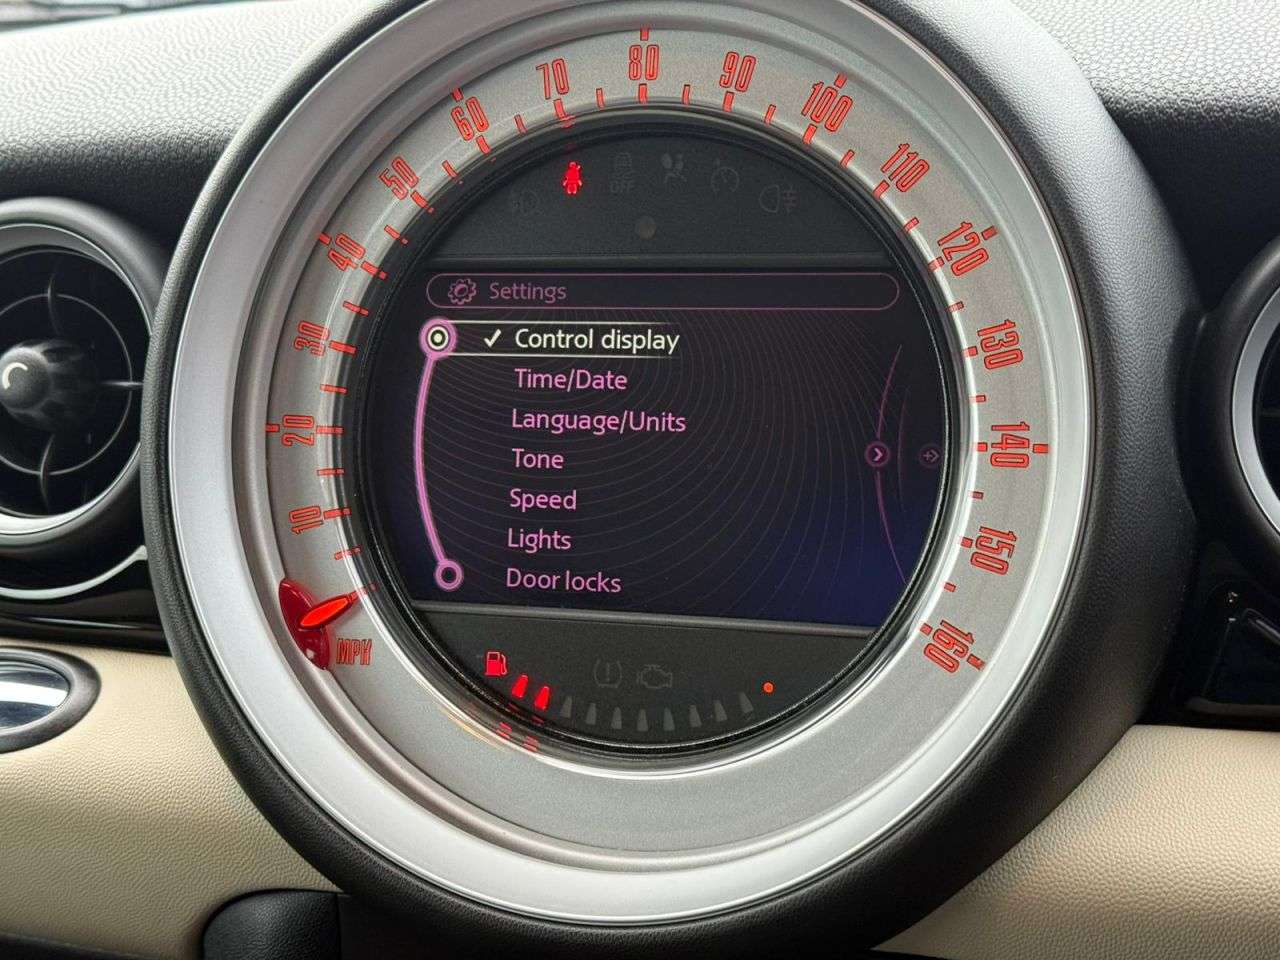 10
20
30
40
50
60
70
80
90
100
110
120
130
140
150
160
MPH
OFF
Settings
Control display
Time/Date
Language/Units
Tone
Speed
Lights
Door locks